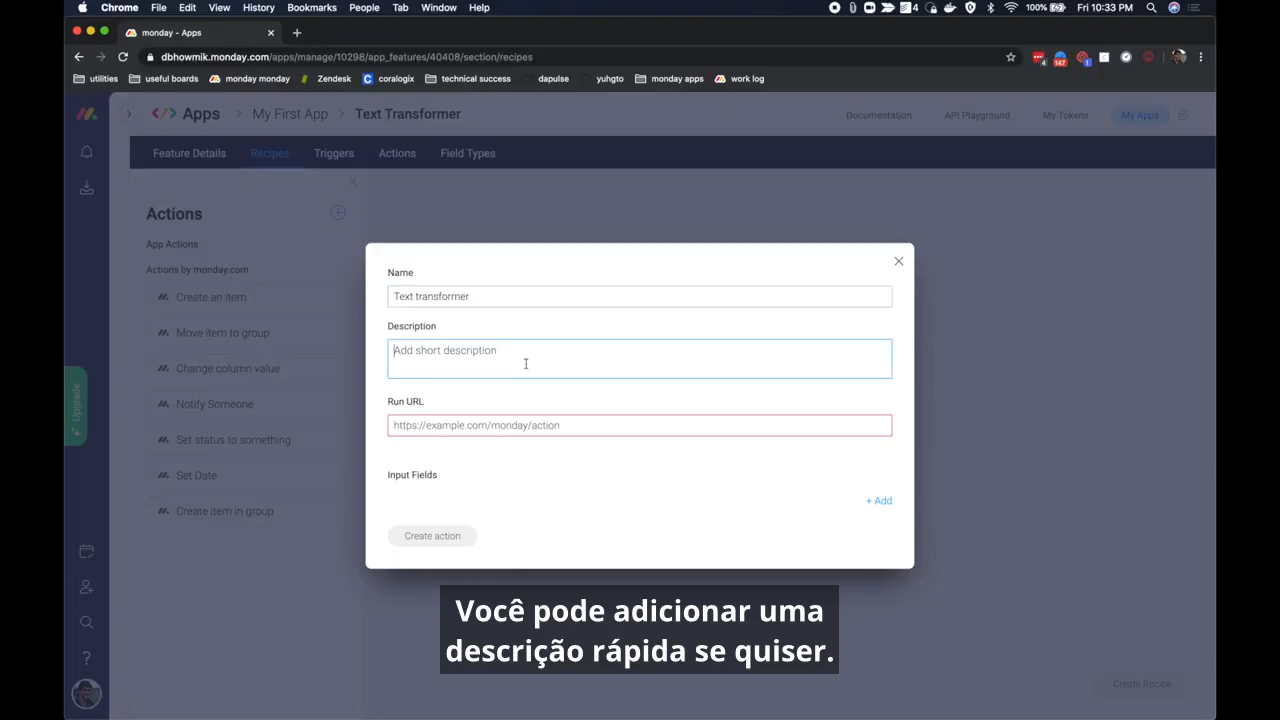 Chrome File Edit View History Bookmarks People Tab Window Help
4 100% Fri 10:33 PM
monday - Apps
dbhowmik.monday.com/apps/manage/10298/app_features/40408/section/recipes
4 147 1
utilities useful boards monday monday Zendesk coralogix technical success dapulse yuhgto monday apps work log
Apps > My First App > Text Transformer
Documentation API Playground My Tokens My Apps
Feature Details Recipes Triggers Actions Field Types
Actions
App Actions
Actions by monday.com
Create an item
Move item to group
Change column value
Notify Someone
Set status to something
Set Date
Create item in group
Upgrade
Name
Text transformer
Description
Add short description
Run URL
https://example.com/monday/action
Input Fields
+ Add
Create action
Create Recipe
Você pode adicionar uma
descrição rápida se quiser.